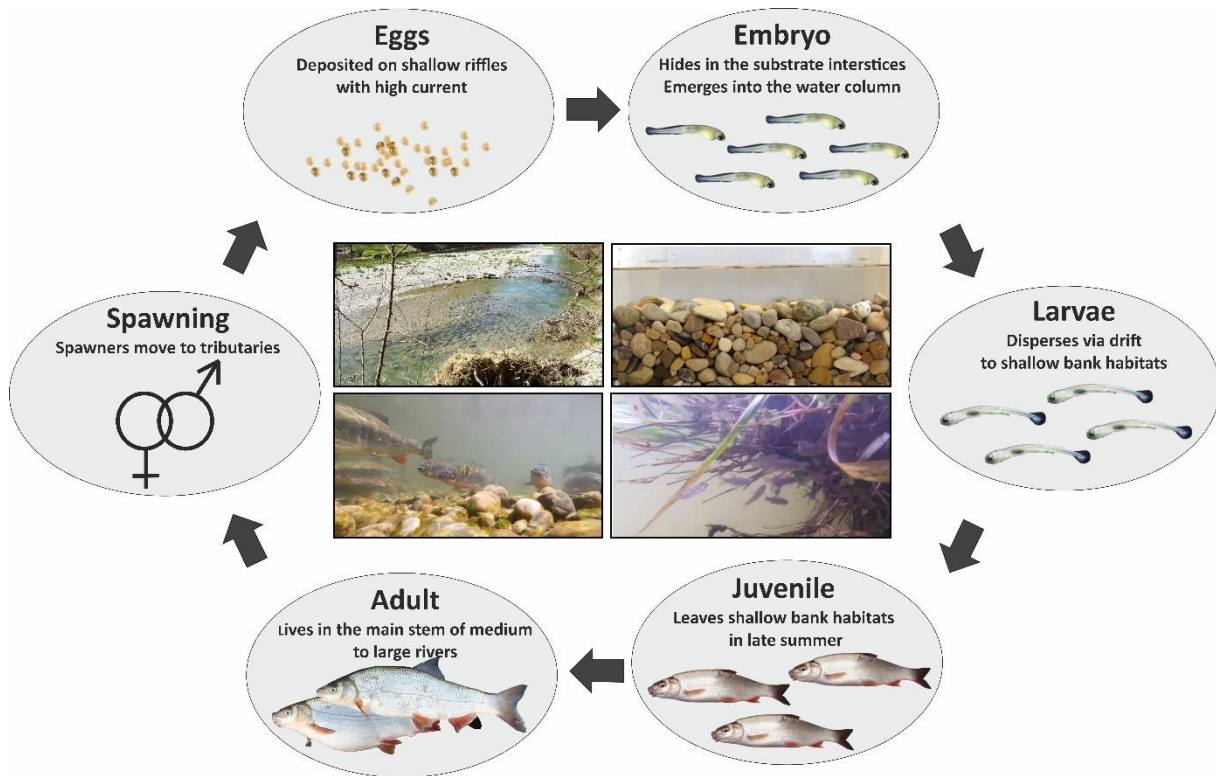 Eggs
Deposited on shallow riffles
with high current
Embryo
Hides in the substrate interstices
Emerges into the water column
Larvae
Disperses via drift
to shallow bank habitats
Juvenile
Leaves shallow bank habitats
in late summer
Adult
Lives in the main stem of medium
to large rivers
Spawning
Spawners move to tributaries